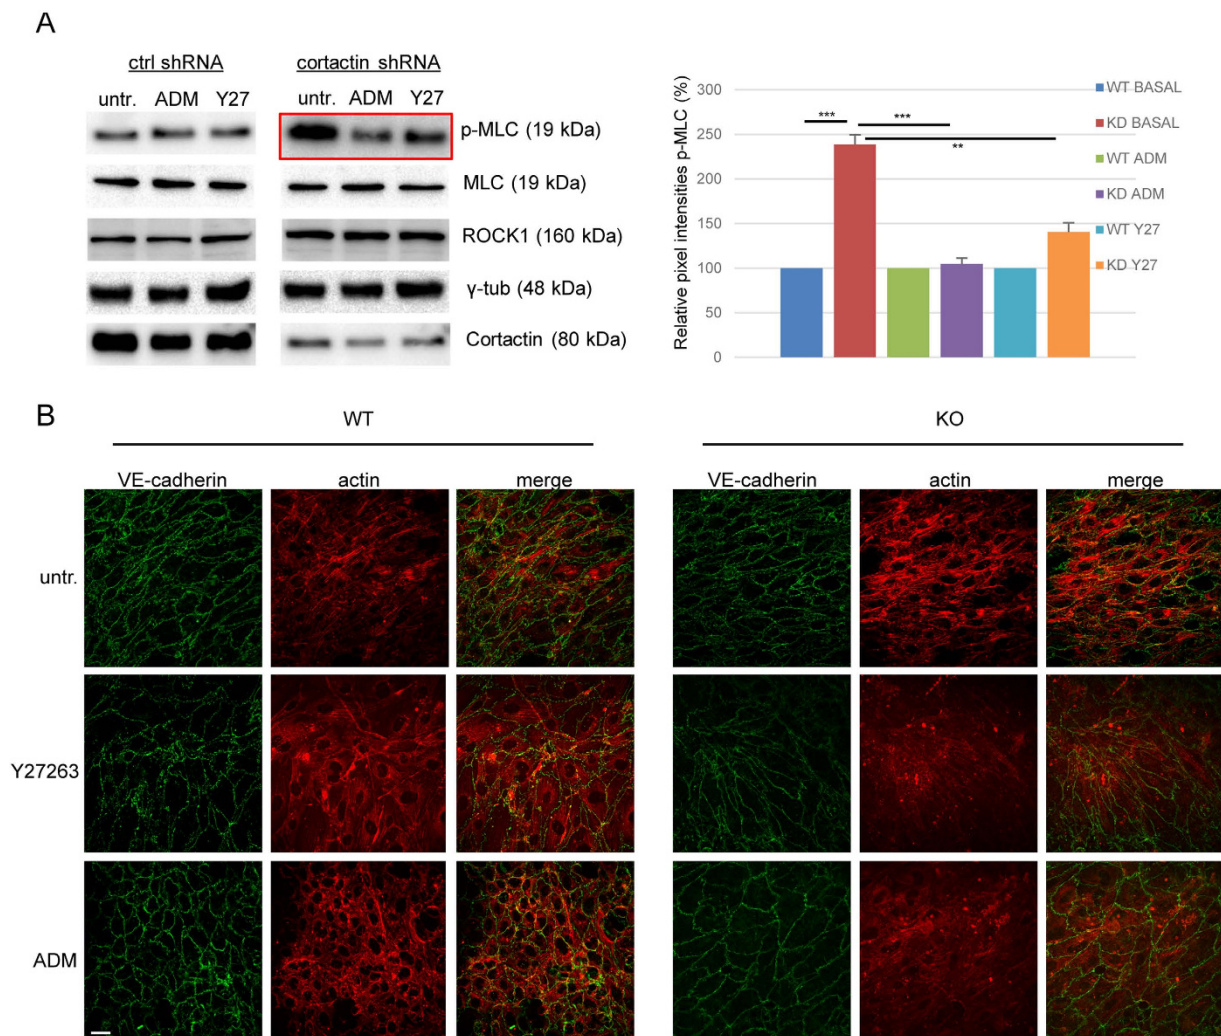 A
ctrl shRNA
cortactin shRNA
untr. ADM Y27
untr. ADM Y27
p-MLC (19 kDa)
MLC (19 kDa)
ROCK1 (160 kDa)
γ-tub (48 kDa)
Cortactin (80 kDa)
Relative pixel intensities p-MLC (%)
300
250
200
150
100
50
0
***
***
**
WT BASAL
KD BASAL
WT ADM
KD ADM
WT Y27
KD Y27
B
WT
KO
VE-cadherin actin merge
VE-cadherin actin merge
untr.
Y27263
ADM